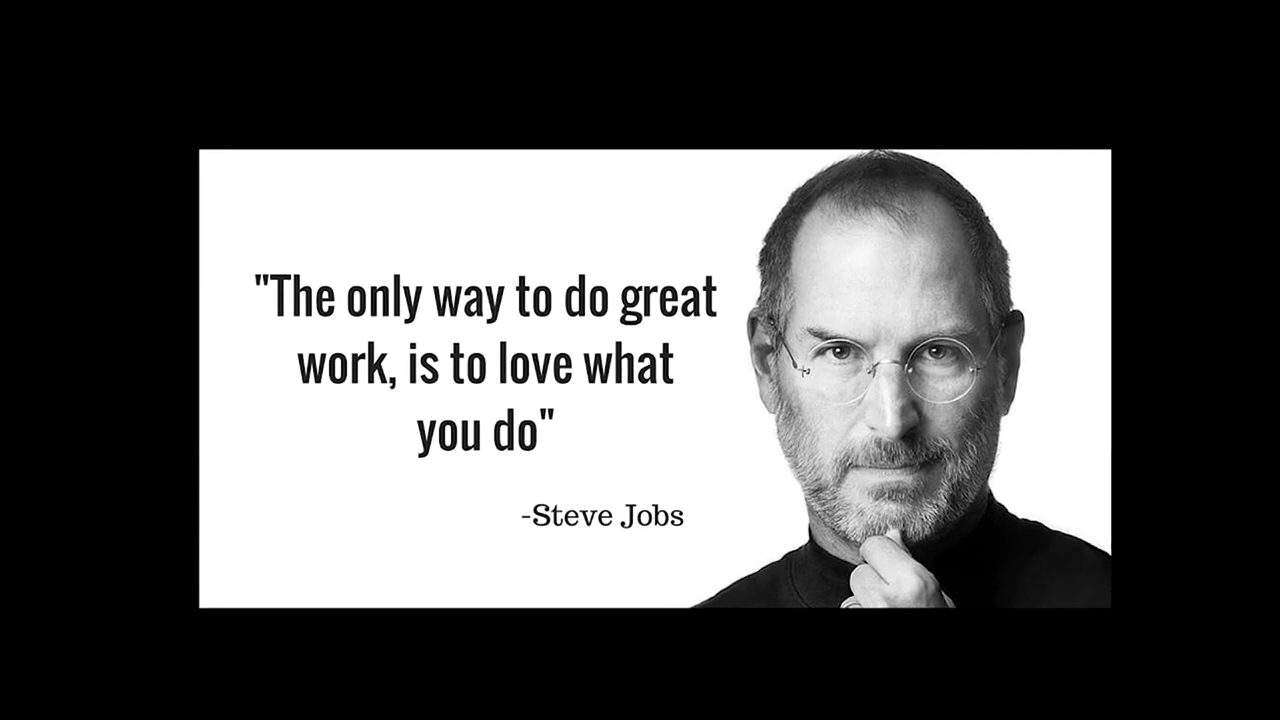 "The only way to do great
work, is to love what
you do"
-Steve Jobs